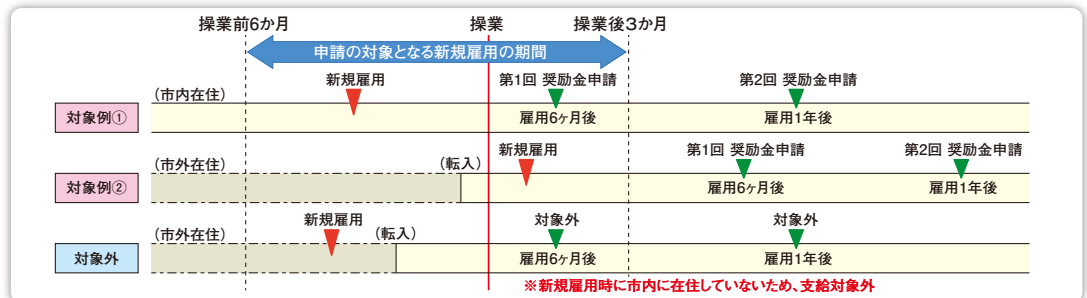 操業前6か月 操業 操業後3か月
申請の対象となる新規雇用の期間
新規雇用 第1回 奨励金申請 第2回 奨励金申請
(市内在住)
対象例① 雇用6ヶ月後 雇用1年後
(市外在住) (転入) 新規雇用 第1回 奨励金申請 第2回 奨励金申請
対象例② 雇用6ヶ月後 雇用1年後
(市外在住) 新規雇用 (転入) 対象外 対象外
対象外 雇用6ヶ月後 雇用1年後
※新規雇用時に市内に在住していないため、支給対象外